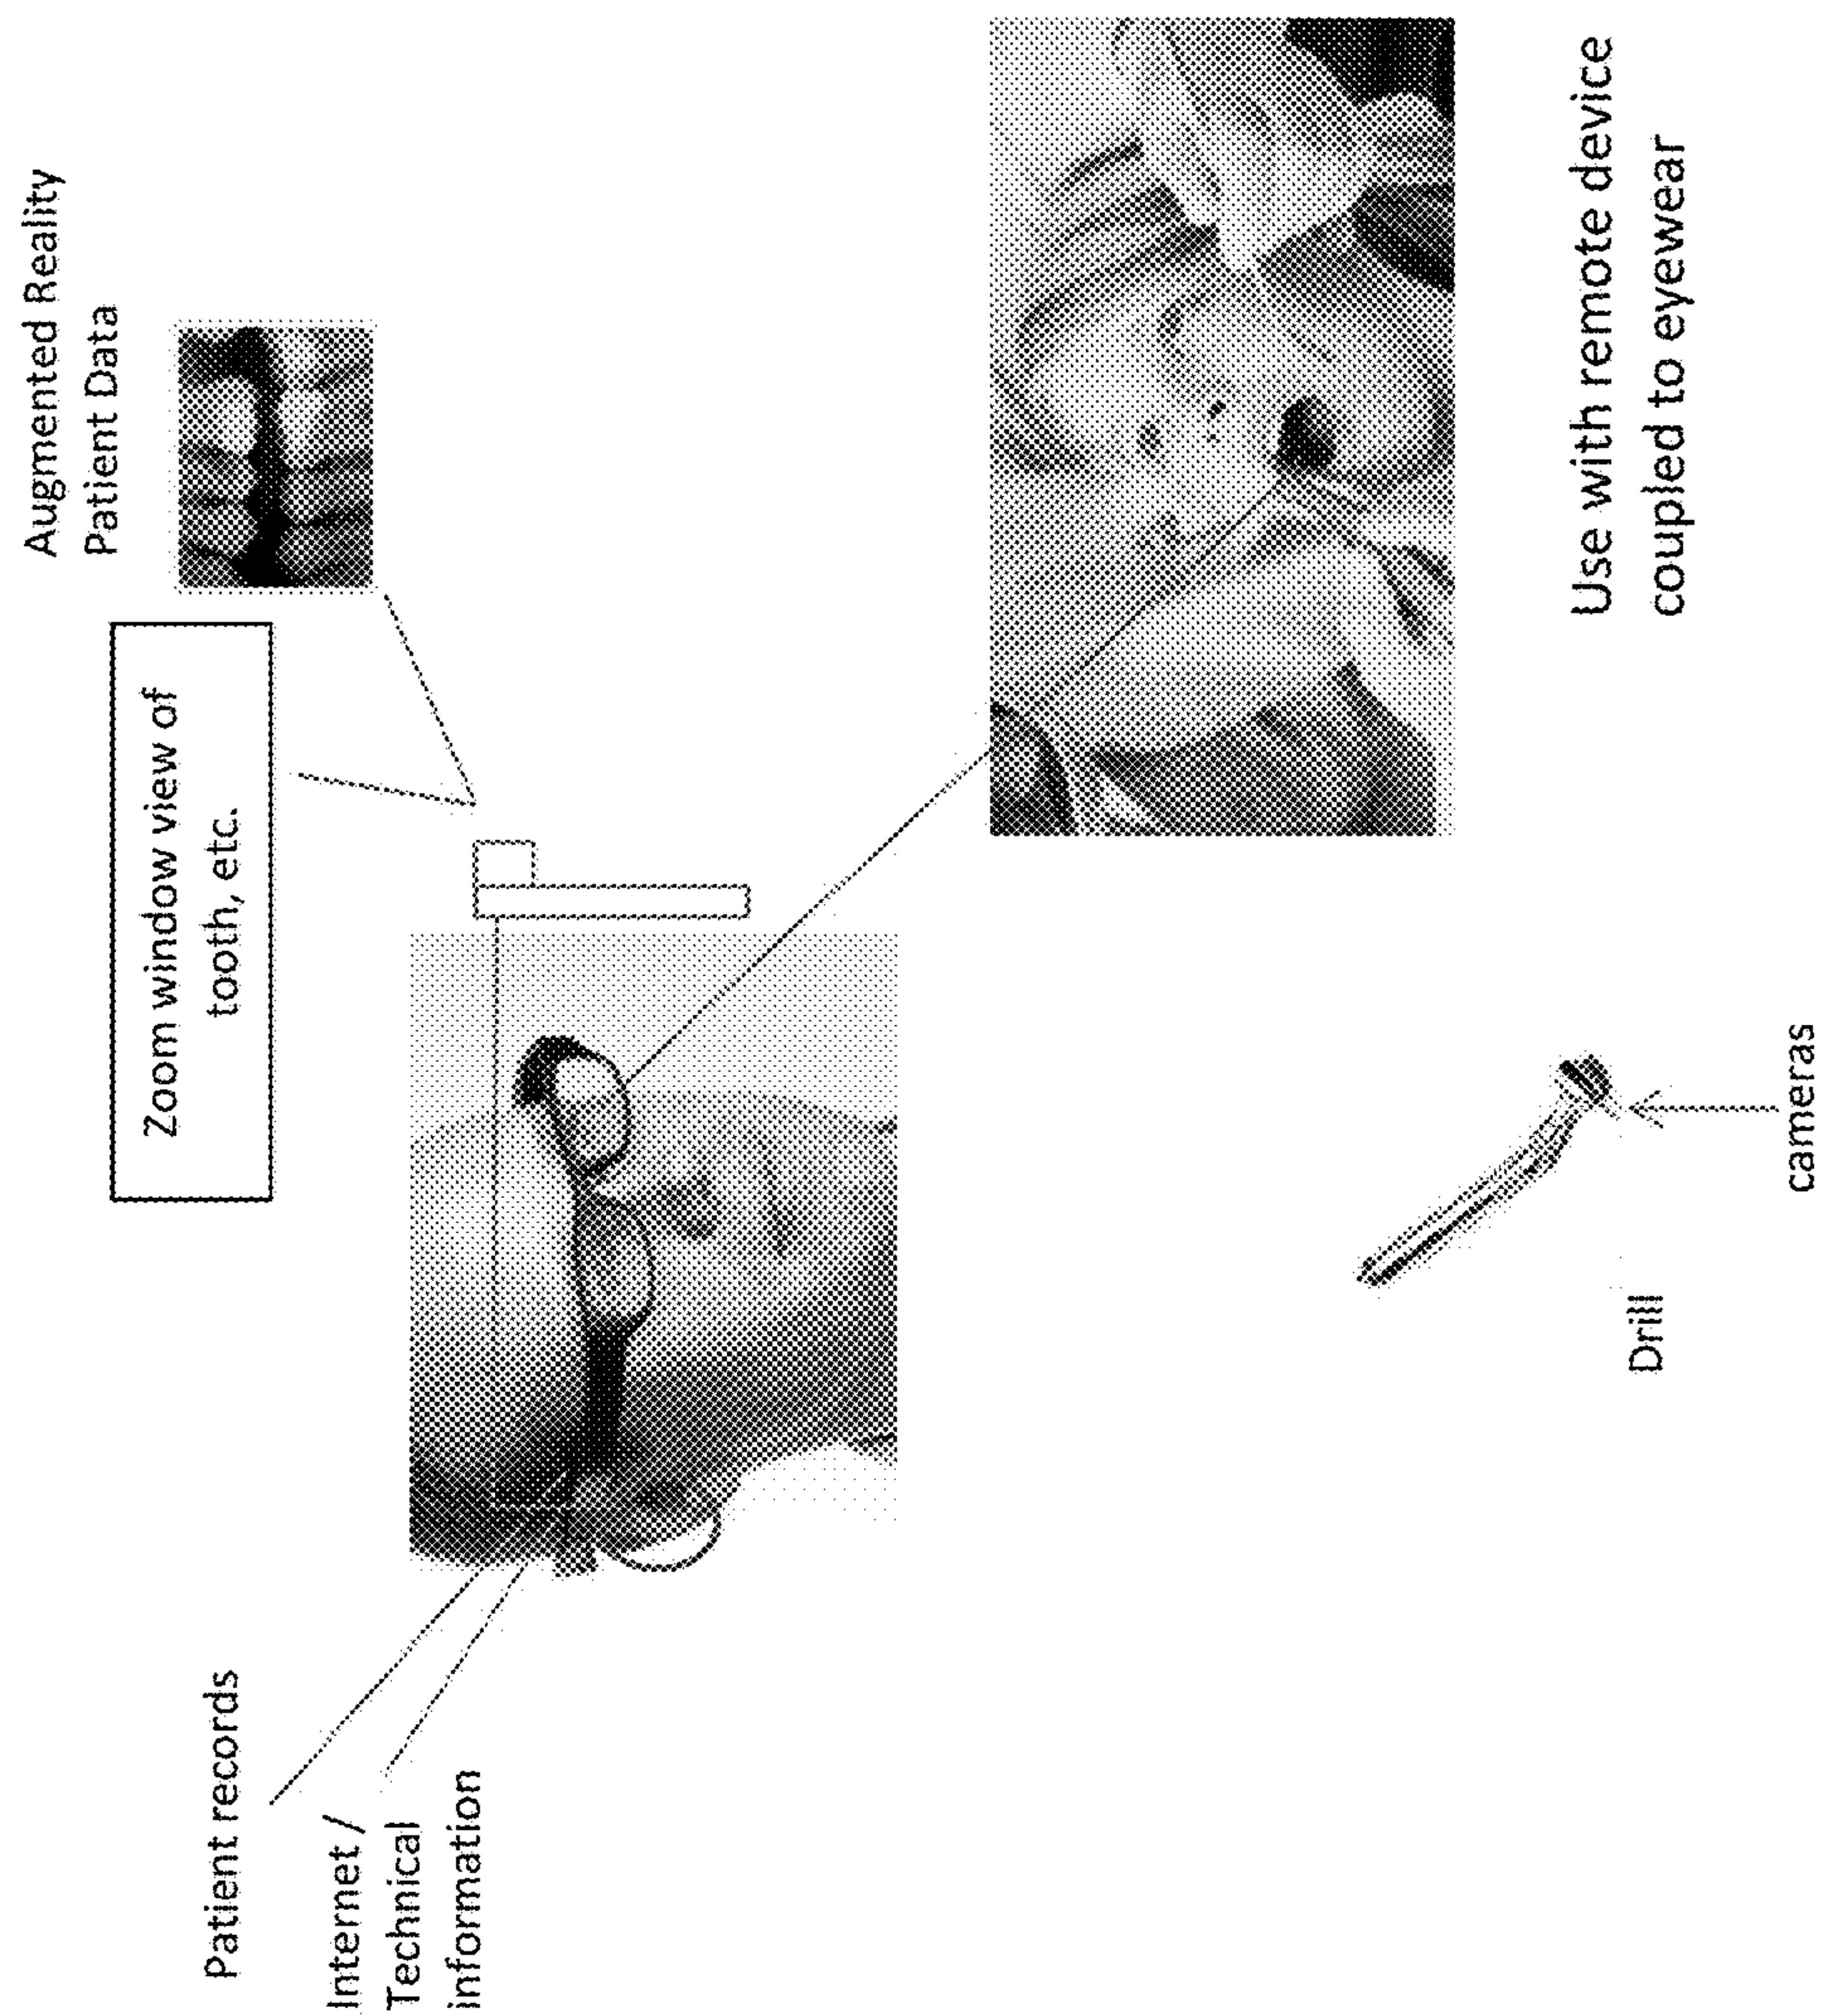 Patient records
Internet /
Technical
information
Zoom window view of
tooth, etc.
Augmented Reality
Patient Data
Drill
cameras
Use with remote device
coupled to eyewear